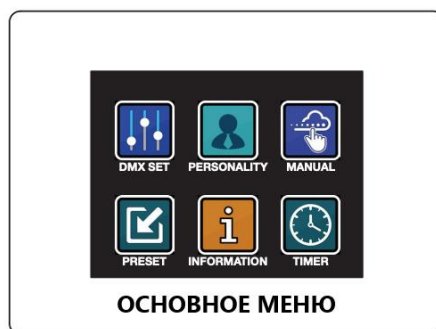 DMX SET PERSONALITY MANUAL
PRESET INFORMATION TIMER
ОСНОВНОЕ МЕНЮ